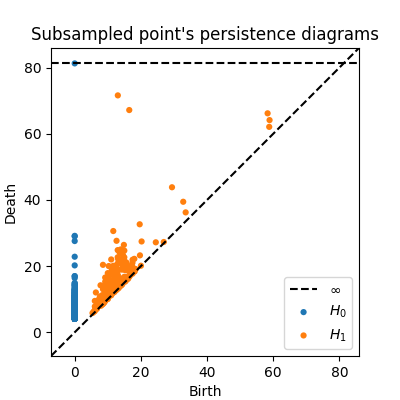 Subsampled point's persistence diagrams
Death
80
60
40
20
0
∞
H₀
H₁
0 20 40 60 80
Birth